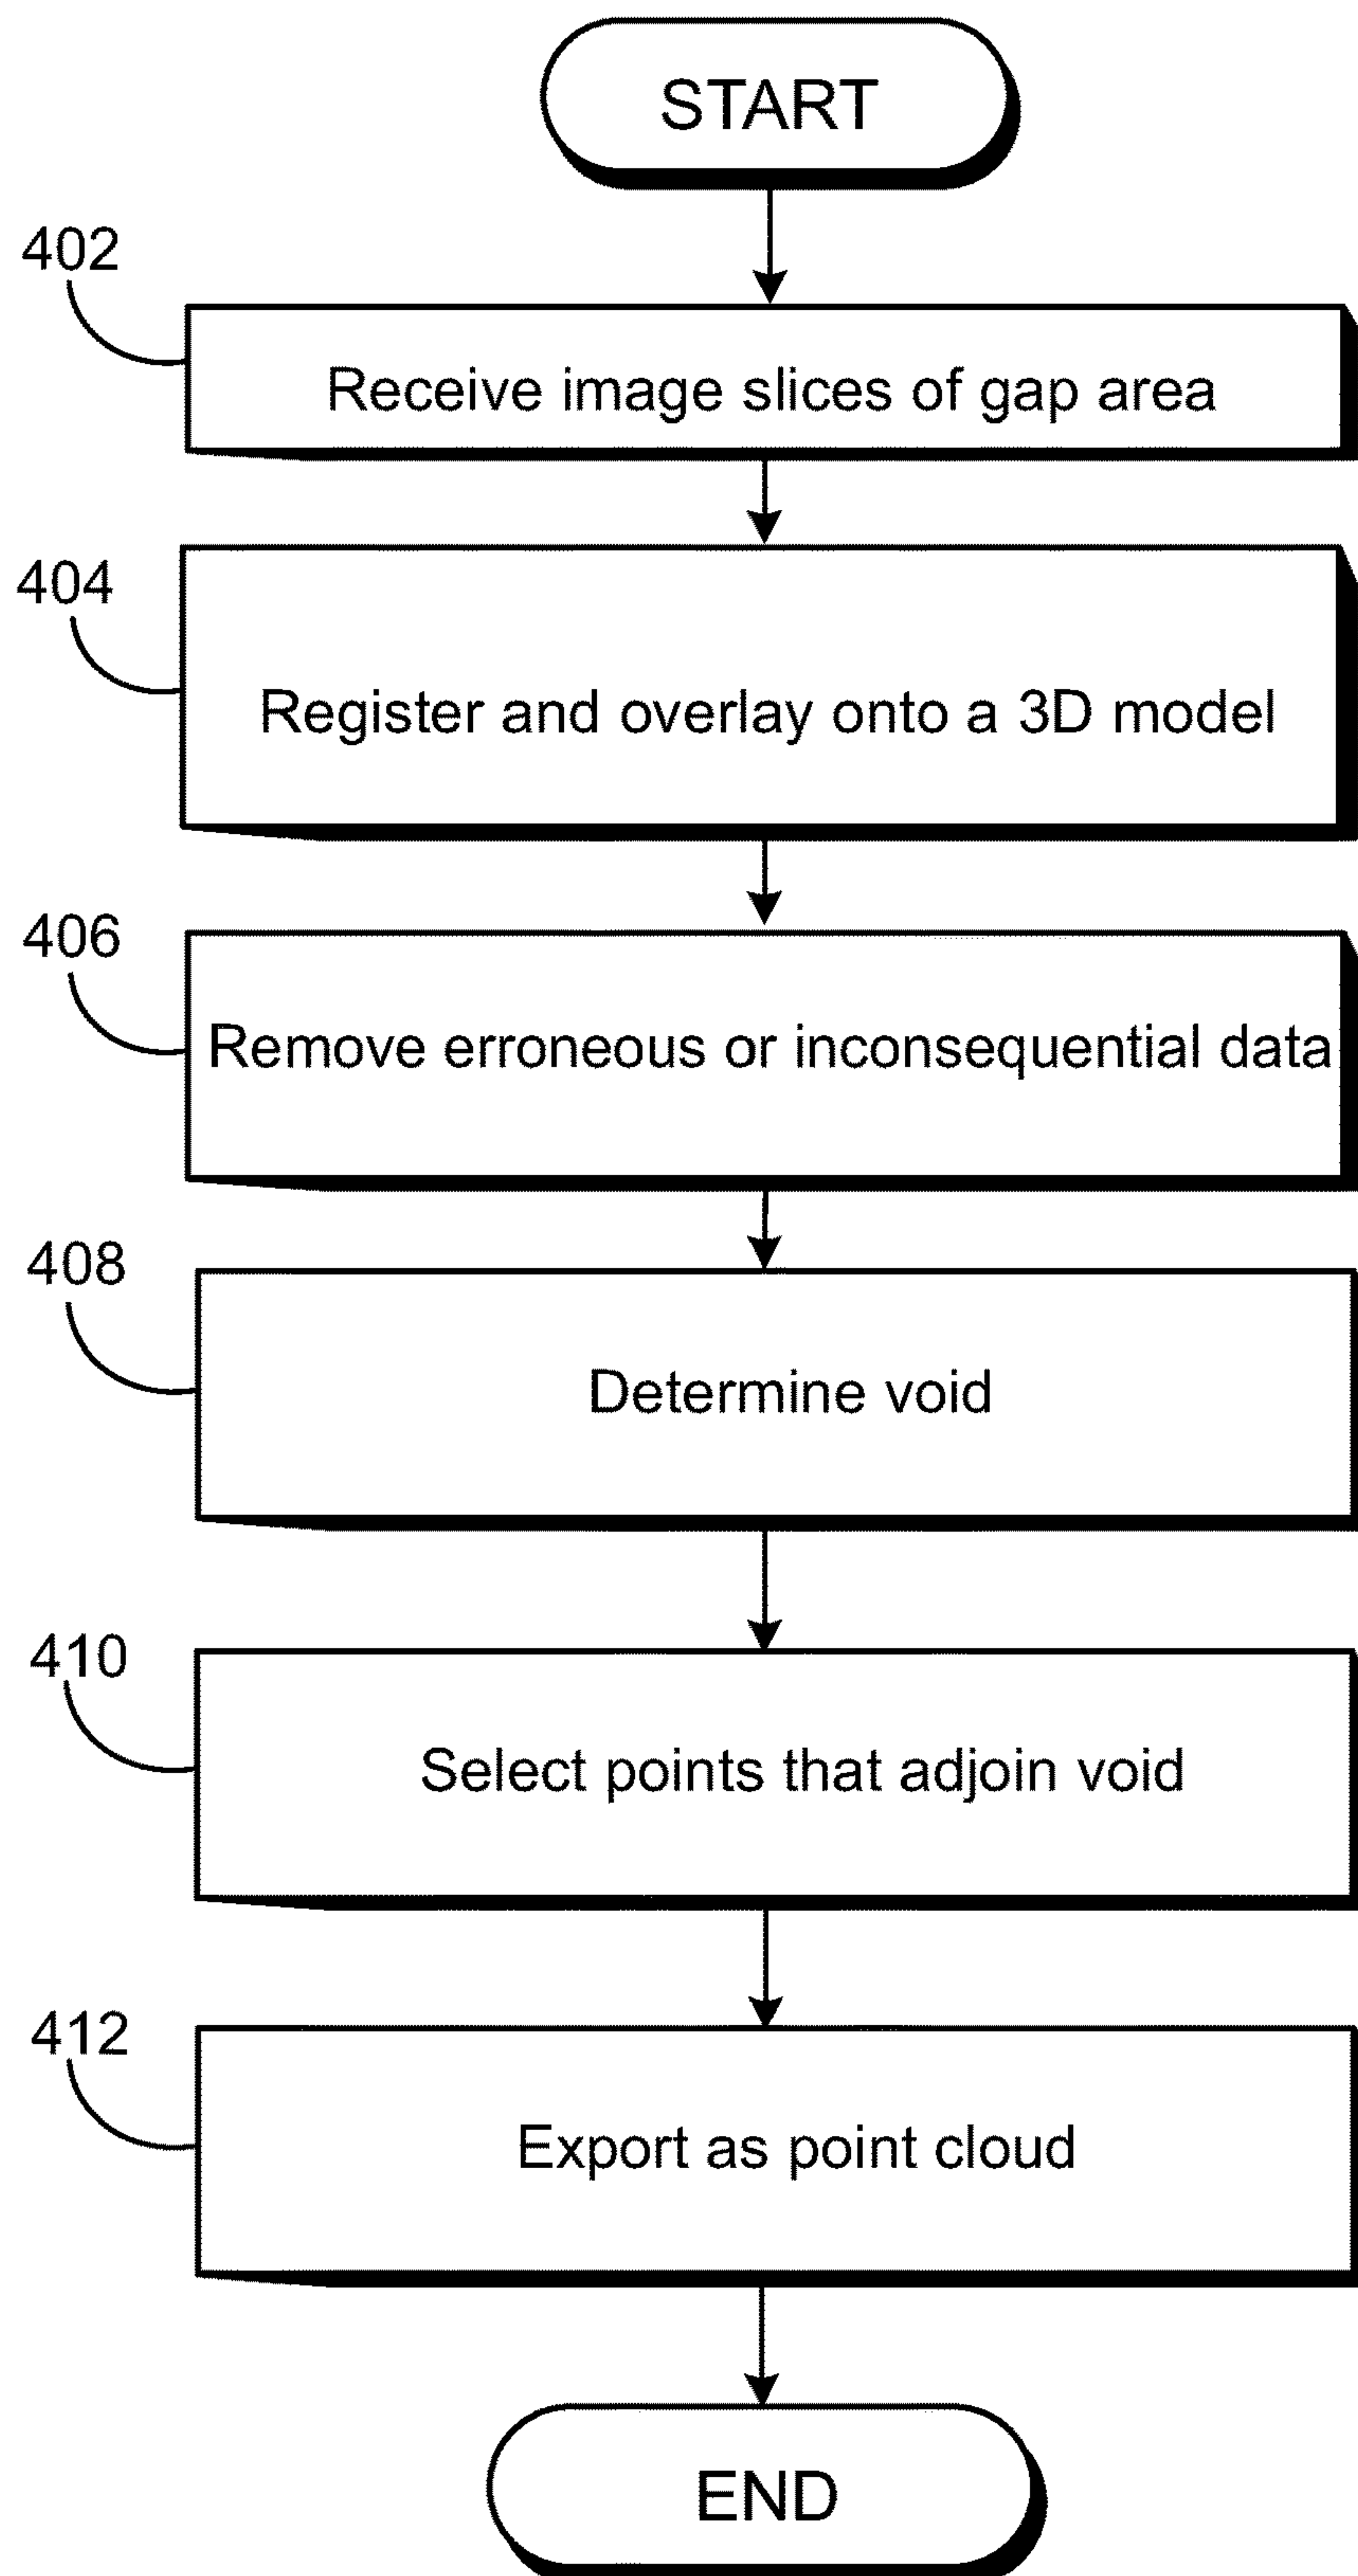 START
402
Receive image slices of gap area
404
Register and overlay onto a 3D model
406
Remove erroneous or inconsequential data
408
Determine void
410
Select points that adjoin void
412
Export as point cloud
END